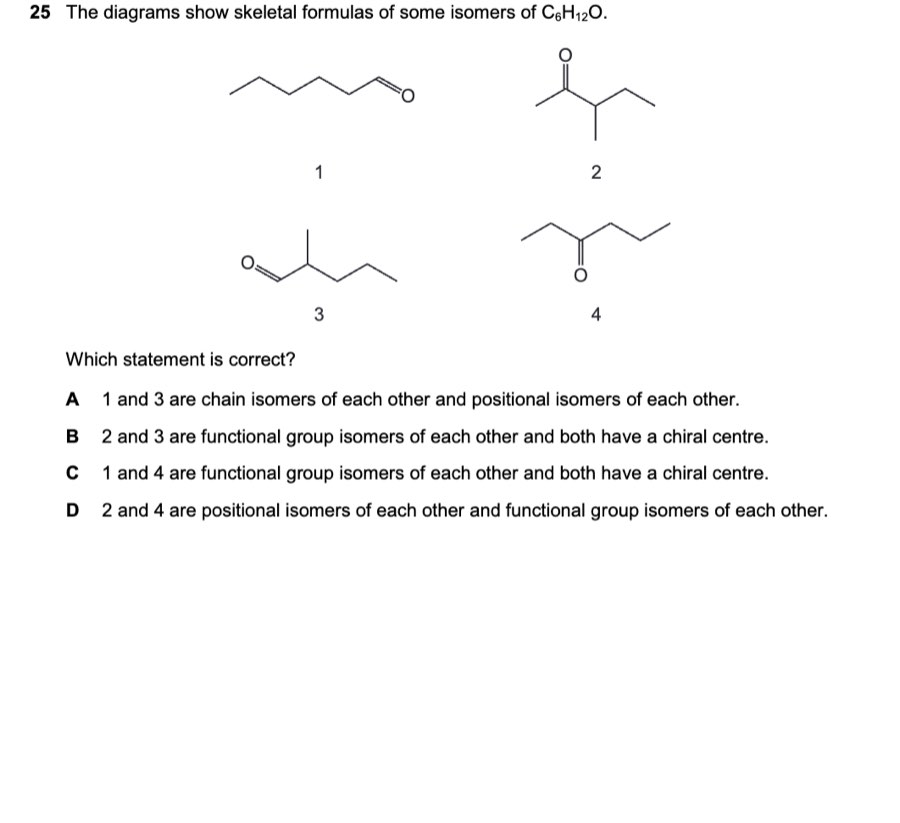 25 The diagrams show skeletal formulas of some isomers of C₆H₁₂O.
O
O
1
2
O
O
3
4
Which statement is correct?
A 1 and 3 are chain isomers of each other and positional isomers of each other.
B 2 and 3 are functional group isomers of each other and both have a chiral centre.
C 1 and 4 are functional group isomers of each other and both have a chiral centre.
D 2 and 4 are positional isomers of each other and functional group isomers of each other.